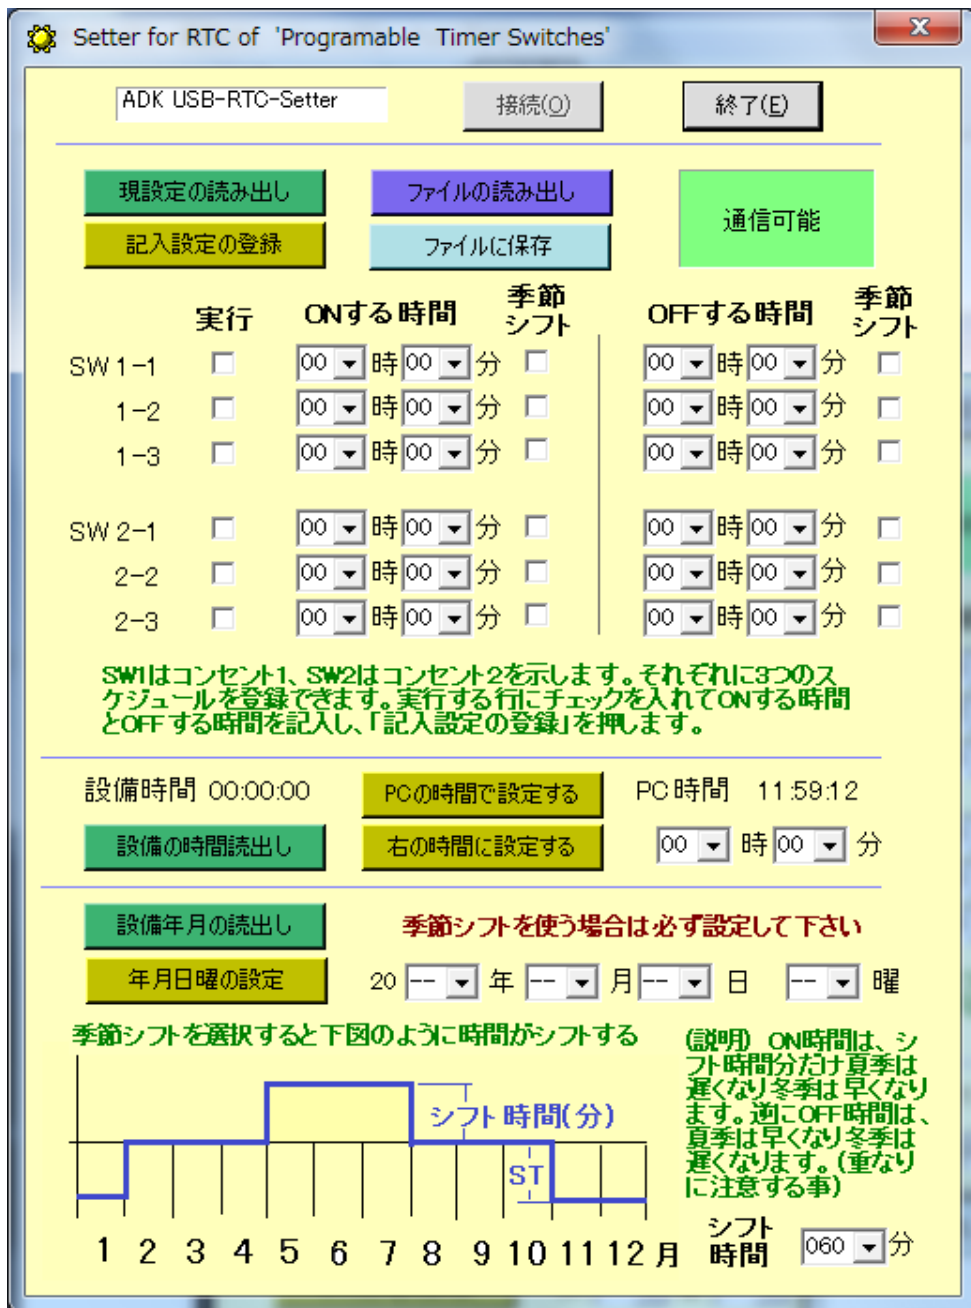 Setter for RTC of 'Programable Timer Switches'
ADK USB-RTC-Setter 接続(O) 終了(E)
現設定の読み出し ファイルの読み出し
通信可能
記入設定の登録 ファイルに保存
実行 ONする時間 季節シフト OFFする時間 季節シフト
SW 1-1 00 時 00 分 00 時 00 分
1-2 00 時 00 分 00 時 00 分
1-3 00 時 00 分 00 時 00 分
SW 2-1 00 時 00 分 00 時 00 分
2-2 00 時 00 分 00 時 00 分
2-3 00 時 00 分 00 時 00 分
SW1はコンセント1、SW2はコンセント2を示します。それぞれに3つのス
ケジュールを登録できます。実行する行にチェックを入れてONする時間
とOFFする時間を記入し、「記入設定の登録」を押します。
設備時間 00:00:00 PCの時間で設定する PC時間 11:59:12
設備の時間読出し 右の時間に設定する 00 時 00 分
設備年月の読出し 季節シフトを使う場合は必ず設定して下さい
年月日曜の設定 20 -- 年 -- 月 -- 日 -- 曜
季節シフトを選択すると下図のように時間がシフトする
(説明) ON時間は、シ
フト時間分だけ夏季は
遅くなり冬季は早くなり
ます。逆にOFF時間は、
夏季は早くなり冬季は
遅くなります。(重なり
に注意する事)
シフト時間(分)
ST
1 2 3 4 5 6 7 8 9 10 11 12 月
シフト
時間 060 分